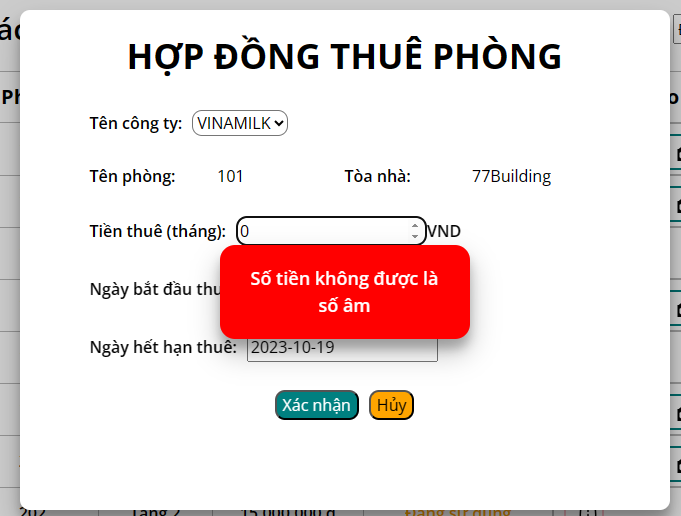 HỢP ĐỒNG THUÊ PHÒNG
Tên công ty: VINAMILK
Tên phòng: 101 Tòa nhà: 77Building
Tiền thuê (tháng): 0 VND
Số tiền không được là
số âm
Ngày bắt đầu
Ngày hết hạn thuê: 2023-10-19
Xác nhận Hủy